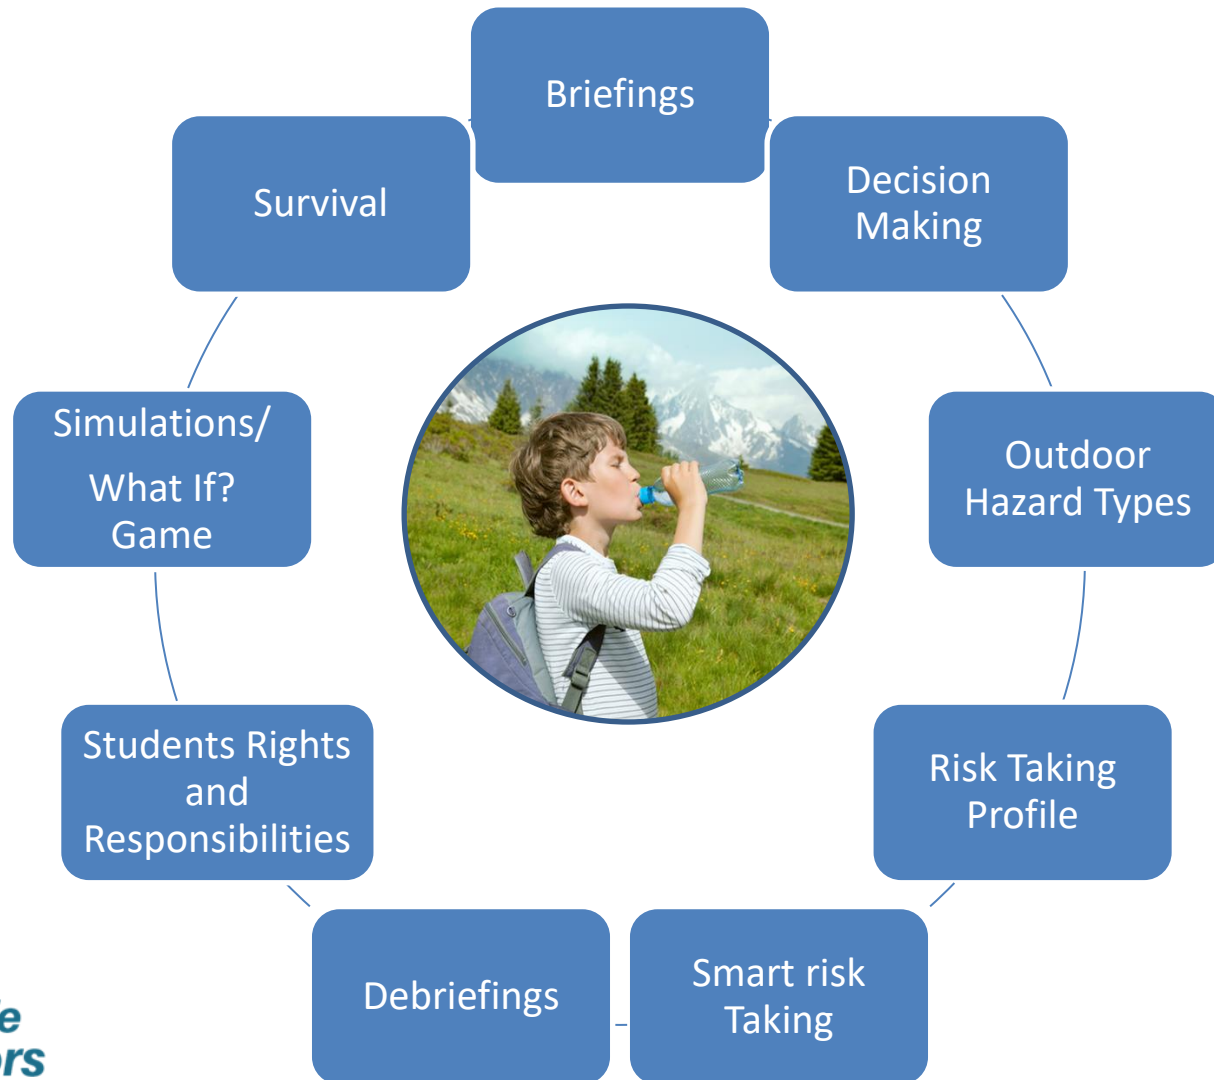 Briefings
Decision
Making
Outdoor
Hazard Types
Risk Taking
Profile
Smart risk
Taking
Debriefings
Students Rights
and
Responsibilities
Simulations/
What If?
Game
Survival